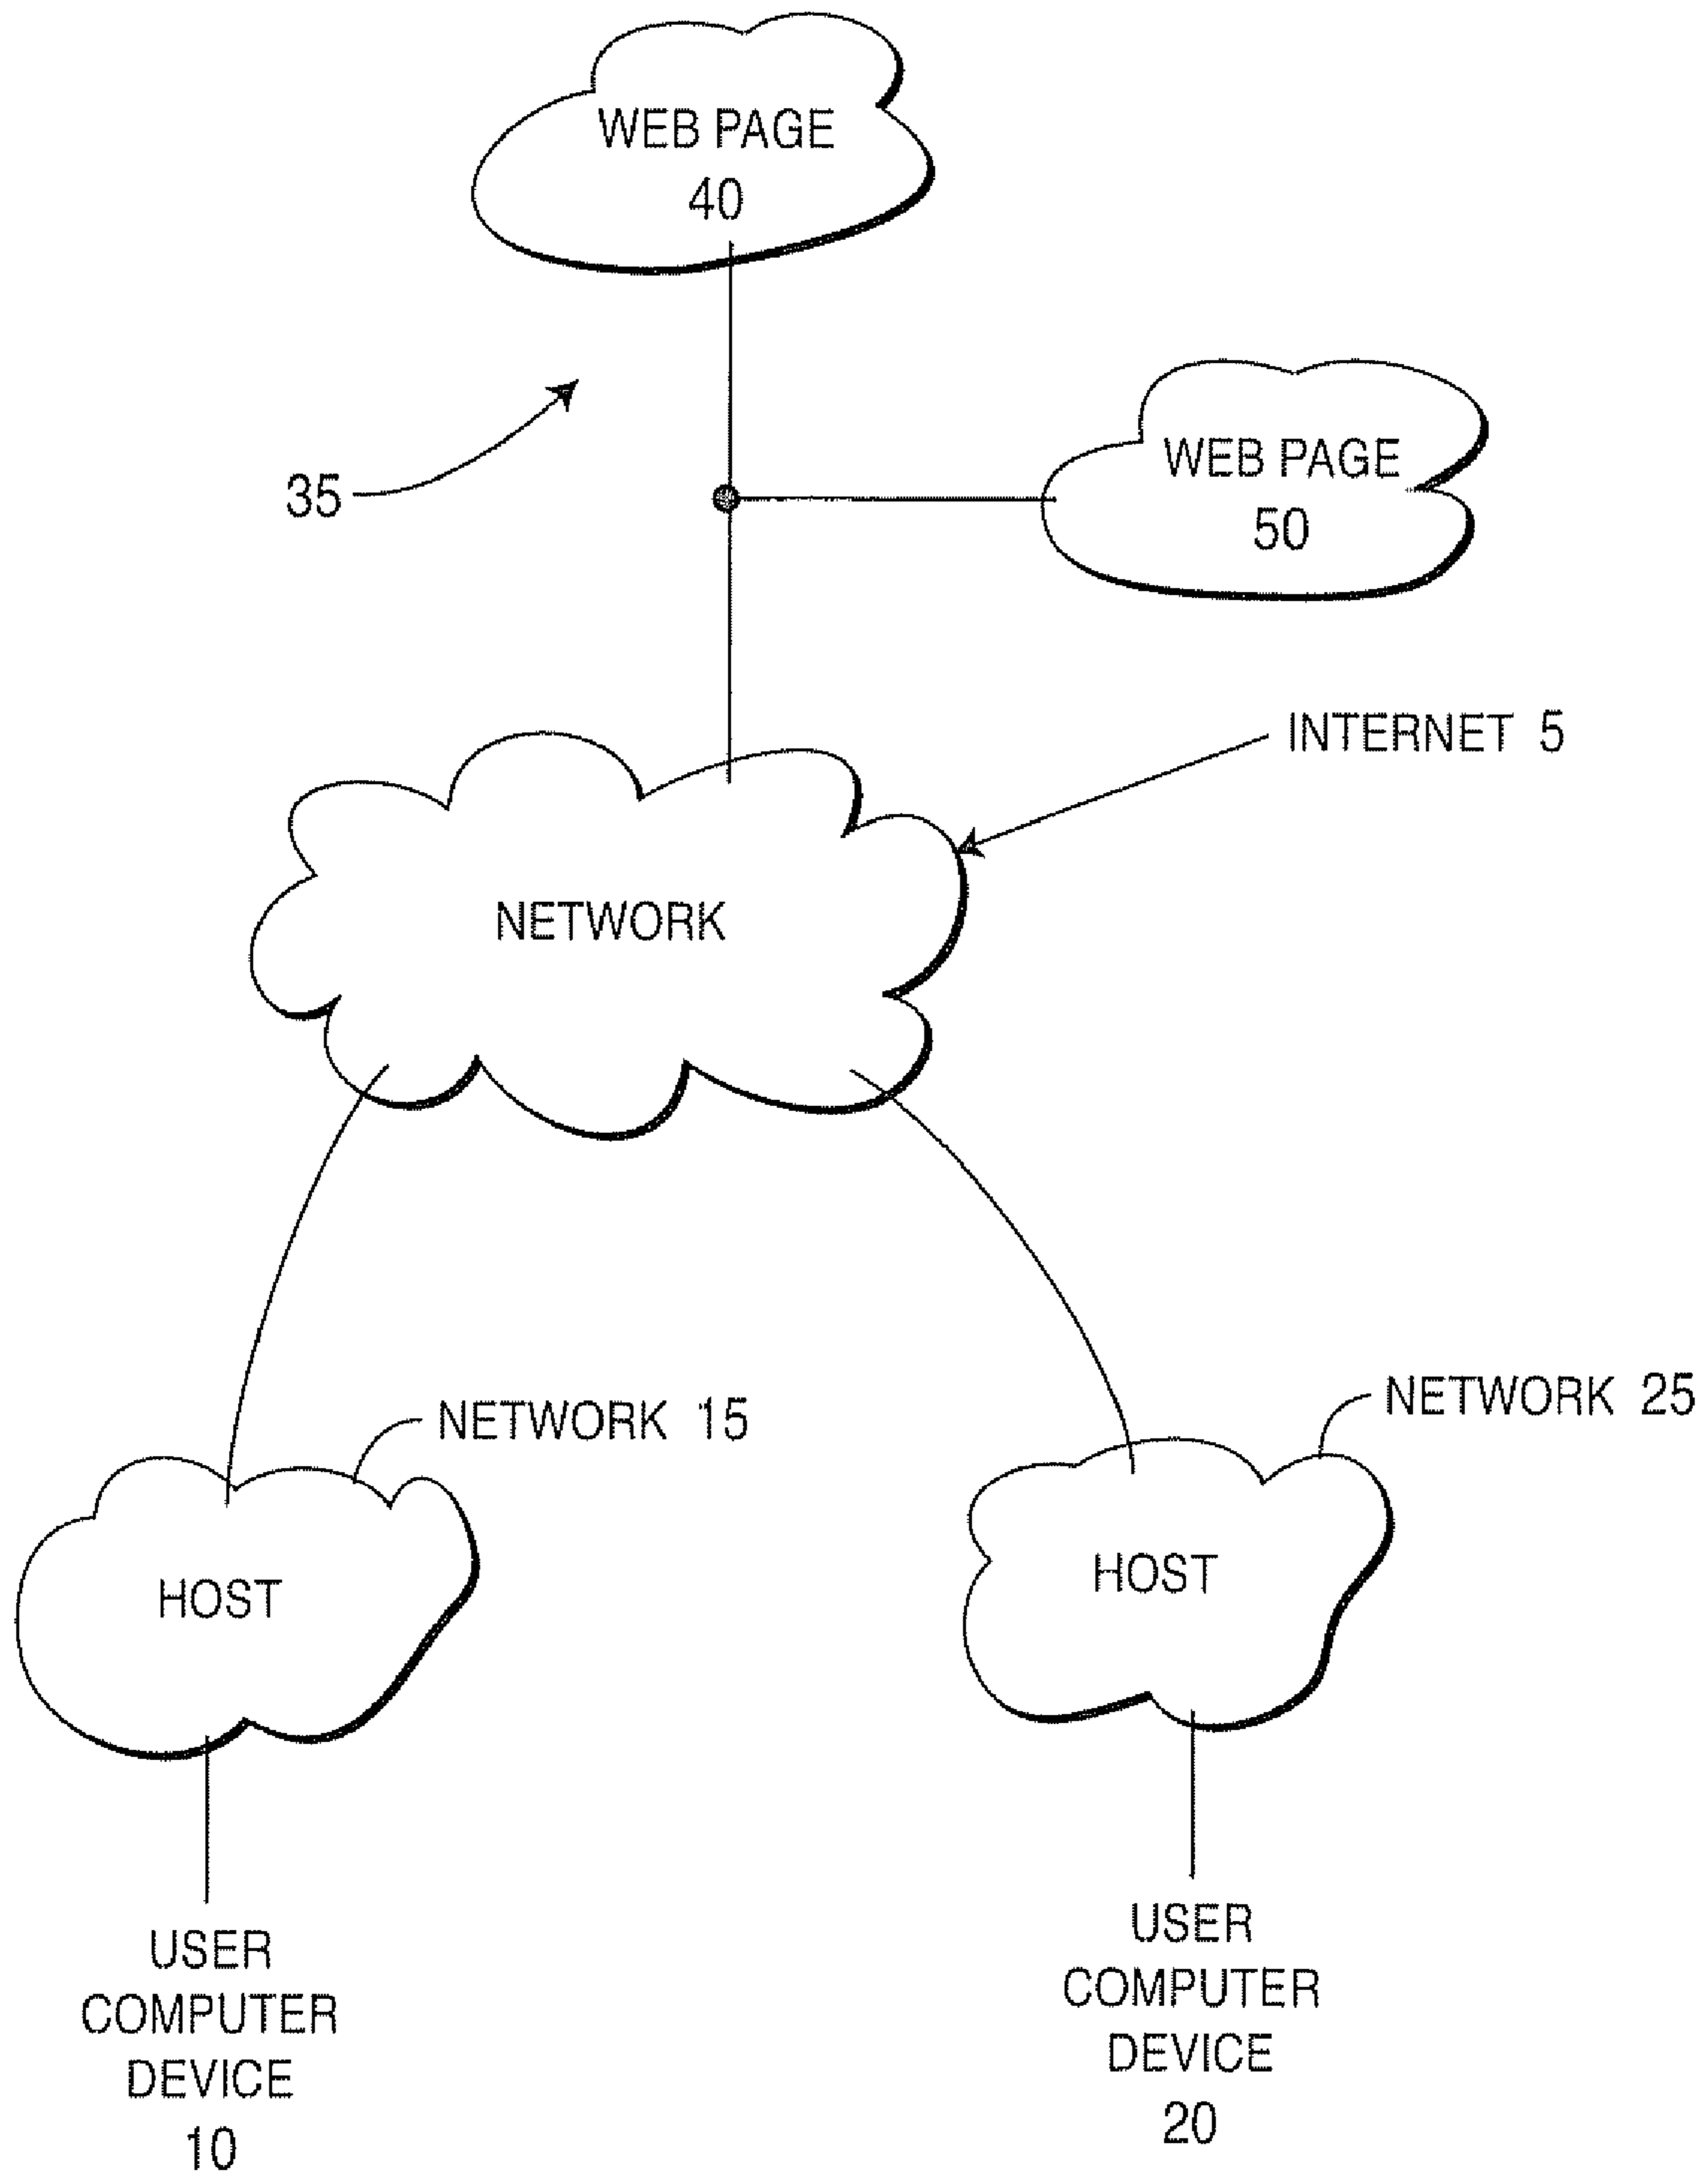 WEB PAGE
40
WEB PAGE
50
35
INTERNET 5
NETWORK
NETWORK 15
NETWORK 25
HOST
HOST
USER
COMPUTER
DEVICE
10
USER
COMPUTER
DEVICE
20